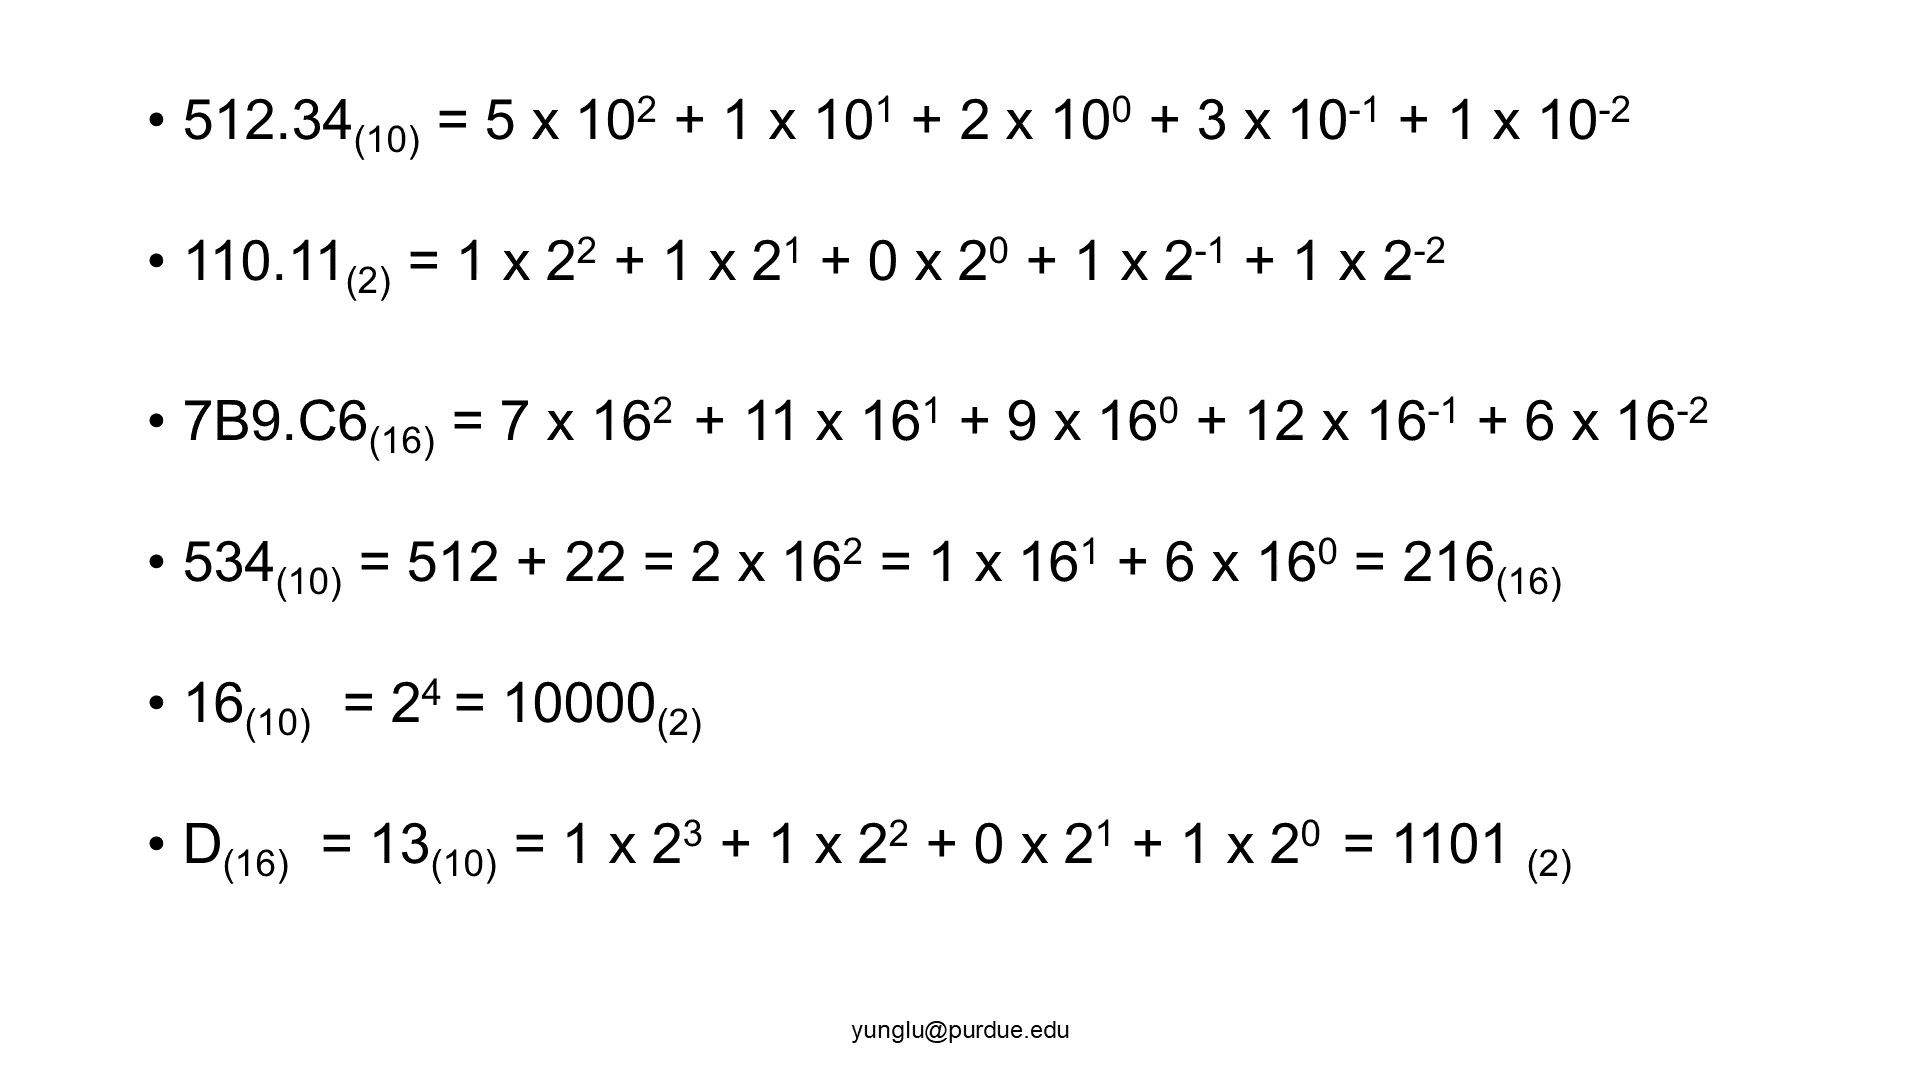 • 512.34₍₁₀₎ = 5 x 10² + 1 x 10¹ + 2 x 10⁰ + 3 x 10⁻¹ + 1 x 10⁻²
• 110.11₍₂₎ = 1 x 2² + 1 x 2¹ + 0 x 2⁰ + 1 x 2⁻¹ + 1 x 2⁻²
• 7B9.C6₍₁₆₎ = 7 x 16² + 11 x 16¹ + 9 x 16⁰ + 12 x 16⁻¹ + 6 x 16⁻²
• 534₍₁₀₎ = 512 + 22 = 2 x 16² = 1 x 16¹ + 6 x 16⁰ = 216₍₁₆₎
• 16₍₁₀₎ = 2⁴ = 10000₍₂₎
• D₍₁₆₎ = 13₍₁₀₎ = 1 x 2³ + 1 x 2² + 0 x 2¹ + 1 x 2⁰ = 1101 ₍₂₎
yunglu@purdue.edu